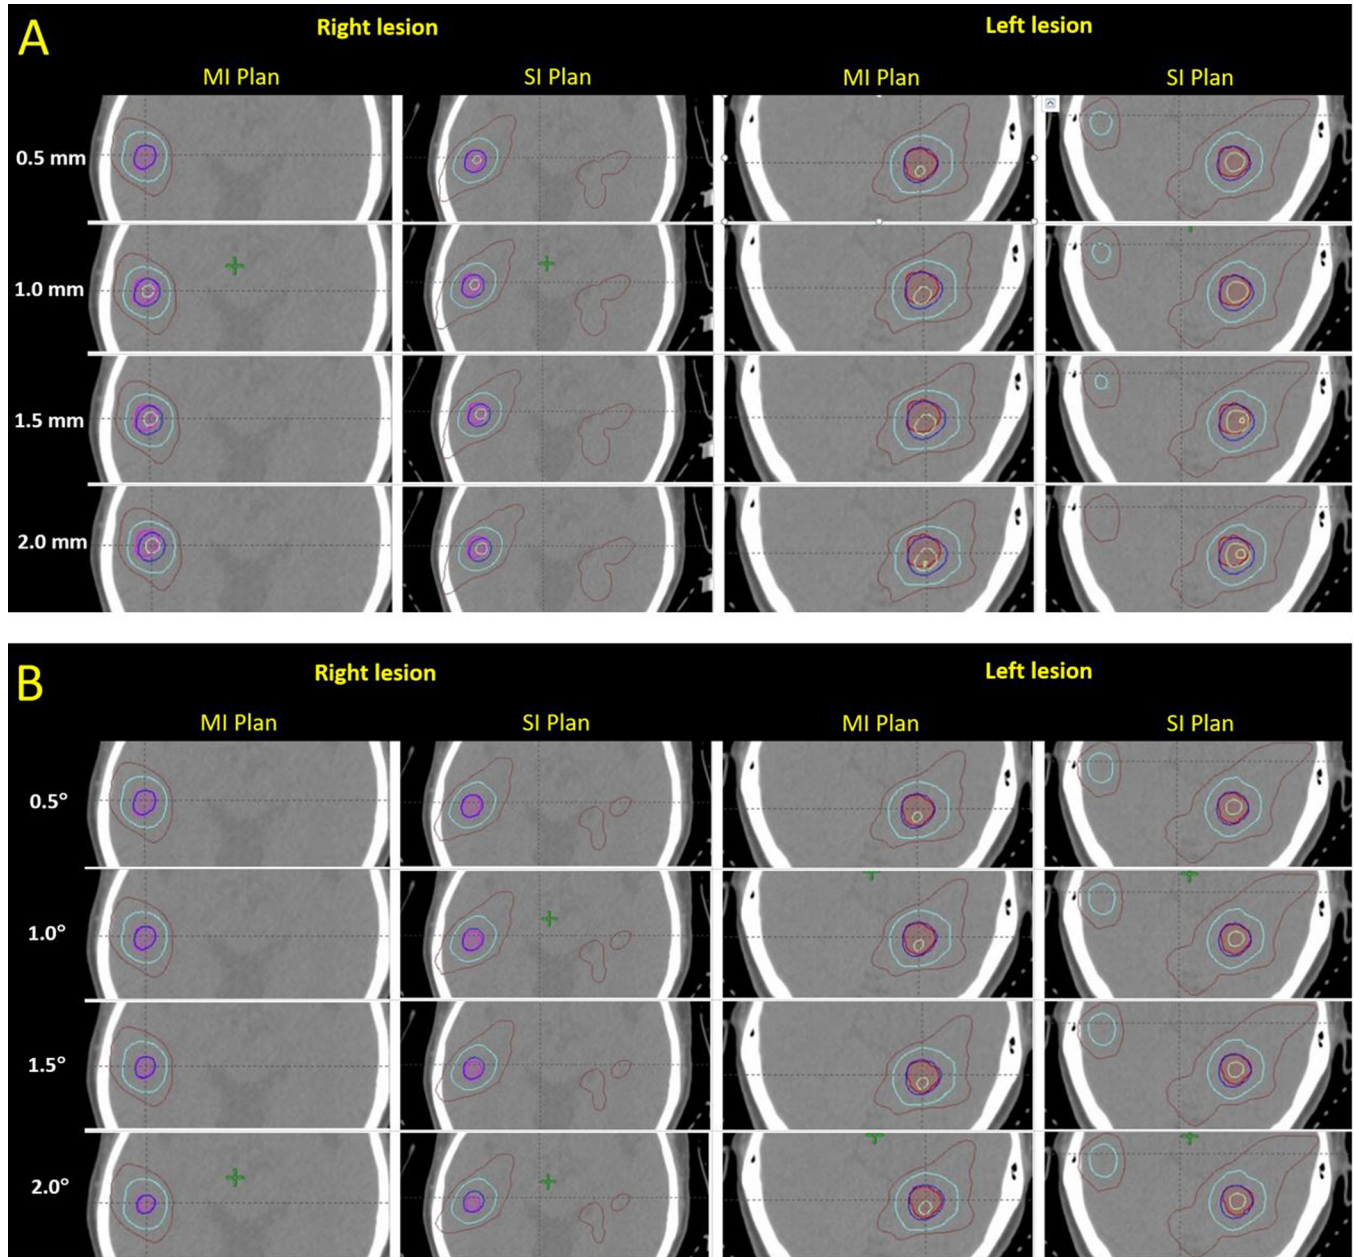 A
Right lesion Left lesion
MI Plan SI Plan MI Plan SI Plan
0.5 mm
1.0 mm
1.5 mm
2.0 mm
B
Right lesion Left lesion
MI Plan SI Plan MI Plan SI Plan
0.5°
1.0°
1.5°
2.0°